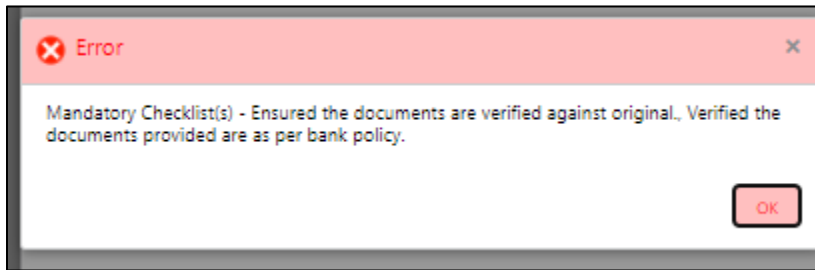 Error
×
Mandatory Checklist(s) - Ensured the documents are verified against original., Verified the
documents provided are as per bank policy.
OK